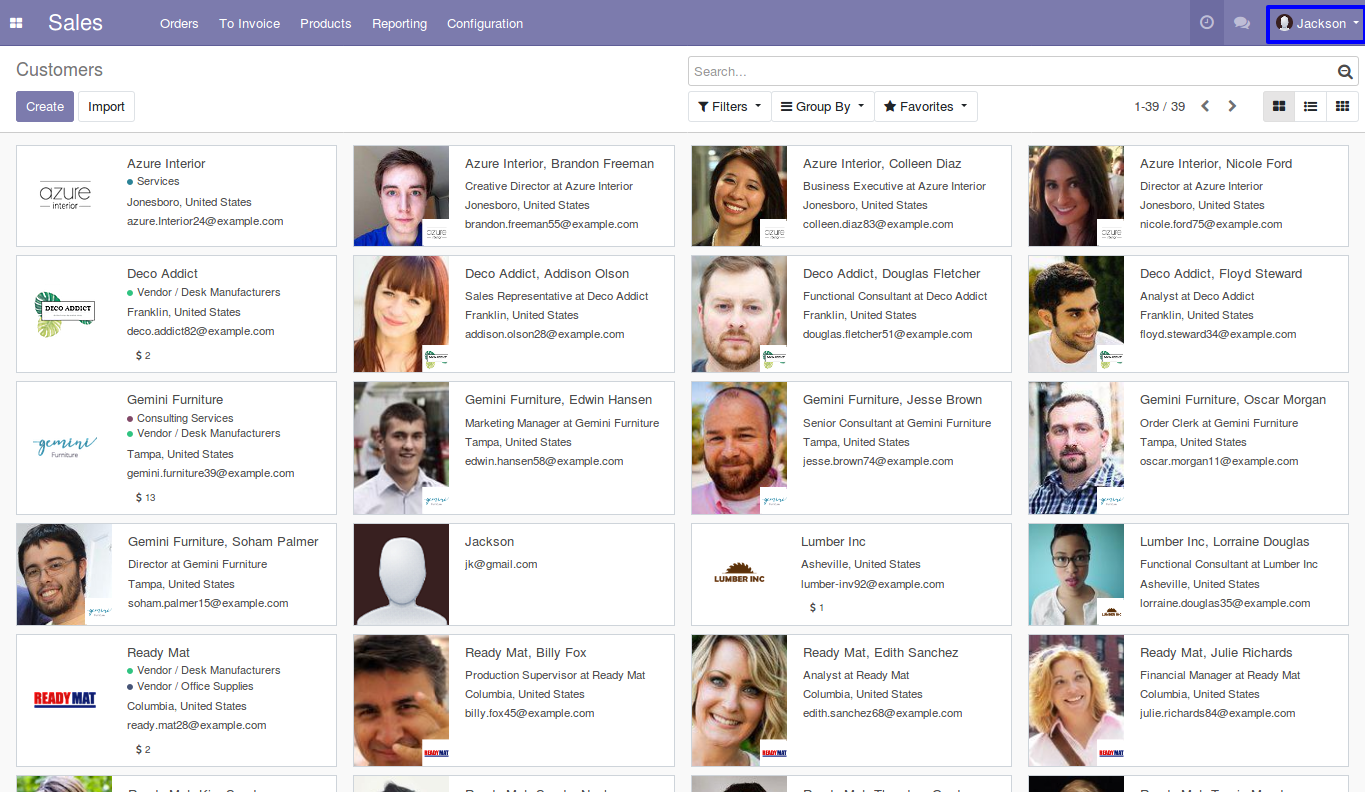 Sales Orders To Invoice Products Reporting Configuration Jackson
Customers
Search...
Create Import
Filters Group By Favorites 1-39 / 39
azure
interior
Azure Interior
Services
Jonesboro, United States
azure.Interior24@example.com
Azure Interior, Brandon Freeman
Creative Director at Azure Interior
Jonesboro, United States
brandon.freeman55@example.com
Azure Interior, Colleen Diaz
Business Executive at Azure Interior
Jonesboro, United States
colleen.diaz83@example.com
Azure Interior, Nicole Ford
Director at Azure Interior
Jonesboro, United States
nicole.ford75@example.com
DECO ADDICT
Deco Addict
Vendor / Desk Manufacturers
Franklin, United States
deco.addict82@example.com
$ 2
Deco Addict, Addison Olson
Sales Representative at Deco Addict
Franklin, United States
addison.olson28@example.com
Deco Addict, Douglas Fletcher
Functional Consultant at Deco Addict
Franklin, United States
douglas.fletcher51@example.com
Deco Addict, Floyd Steward
Analyst at Deco Addict
Franklin, United States
floyd.steward34@example.com
gemini
Furniture
Gemini Furniture
Consulting Services
Vendor / Desk Manufacturers
Tampa, United States
gemini.furniture39@example.com
$ 13
Gemini Furniture, Edwin Hansen
Marketing Manager at Gemini Furniture
Tampa, United States
edwin.hansen58@example.com
Gemini Furniture, Jesse Brown
Senior Consultant at Gemini Furniture
Tampa, United States
jesse.brown74@example.com
Gemini Furniture, Oscar Morgan
Order Clerk at Gemini Furniture
Tampa, United States
oscar.morgan11@example.com
Gemini Furniture, Soham Palmer
Director at Gemini Furniture
Tampa, United States
soham.palmer15@example.com
Jackson
jk@gmail.com
LUMBER INC
Lumber Inc
Asheville, United States
lumber-inv92@example.com
$ 1
Lumber Inc, Lorraine Douglas
Functional Consultant at Lumber Inc
Asheville, United States
lorraine.douglas35@example.com
READY MAT
Ready Mat
Vendor / Desk Manufacturers
Vendor / Office Supplies
Columbia, United States
ready.mat28@example.com
$ 2
Ready Mat, Billy Fox
Production Supervisor at Ready Mat
Columbia, United States
billy.fox45@example.com
READY MAT
Ready Mat, Edith Sanchez
Analyst at Ready Mat
Columbia, United States
edith.sanchez68@example.com
READY MAT
Ready Mat, Julie Richards
Financial Manager at Ready Mat
Columbia, United States
julie.richards84@example.com
READY MAT